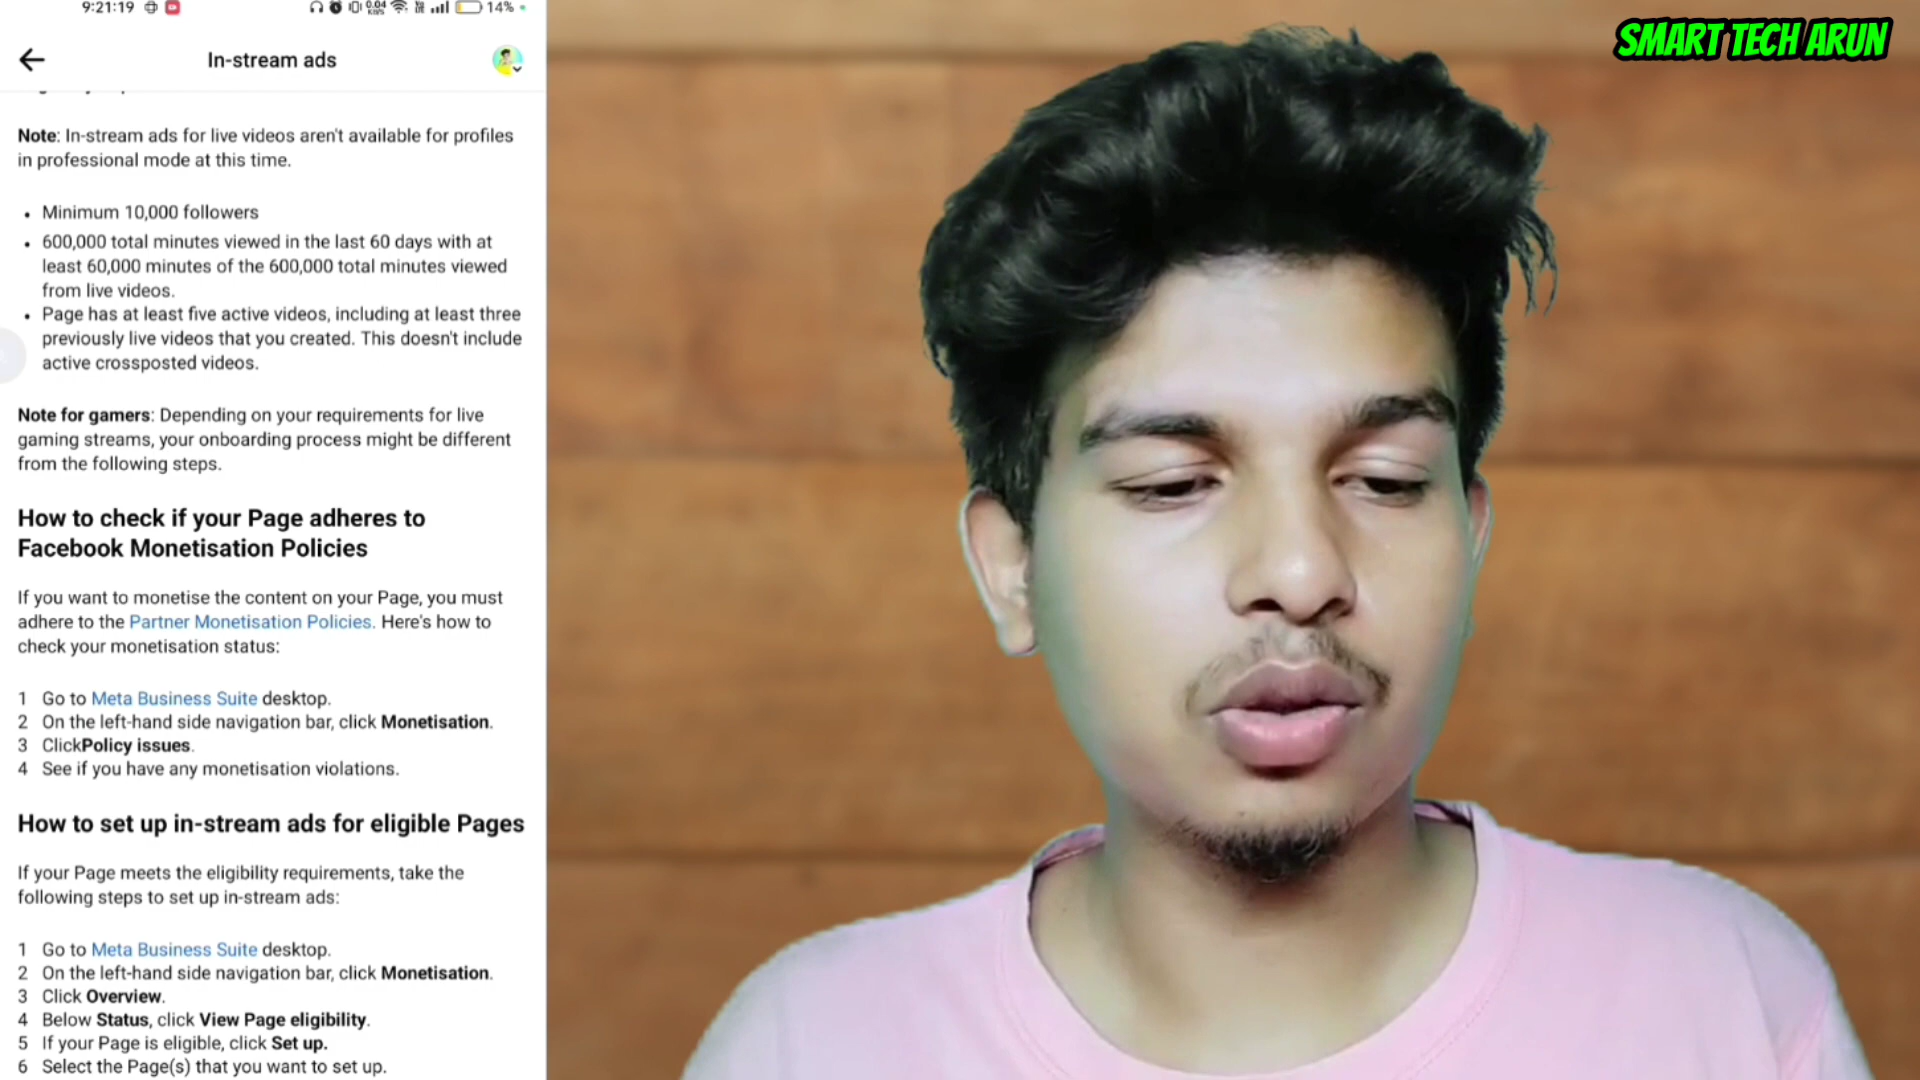 9:21:19
0.04
14%
SMART TECH ARUN
In-stream ads
Note: In-stream ads for live videos aren't available for profiles
in professional mode at this time.
• Minimum 10,000 followers
• 600,000 total minutes viewed in the last 60 days with at
least 60,000 minutes of the 600,000 total minutes viewed
from live videos.
• Page has at least five active videos, including at least three
previously live videos that you created. This doesn't include
active crossposted videos.
Note for gamers: Depending on your requirements for live
gaming streams, your onboarding process might be different
from the following steps.
How to check if your Page adheres to
Facebook Monetisation Policies
If you want to monetise the content on your Page, you must
adhere to the Partner Monetisation Policies. Here's how to
check your monetisation status:
1 Go to Meta Business Suite desktop.
2 On the left-hand side navigation bar, click Monetisation.
3 ClickPolicy issues.
4 See if you have any monetisation violations.
How to set up in-stream ads for eligible Pages
If your Page meets the eligibility requirements, take the
following steps to set up in-stream ads:
1 Go to Meta Business Suite desktop.
2 On the left-hand side navigation bar, click Monetisation.
3 Click Overview.
4 Below Status, click View Page eligibility.
5 If your Page is eligible, click Set up.
6 Select the Page(s) that you want to set up.